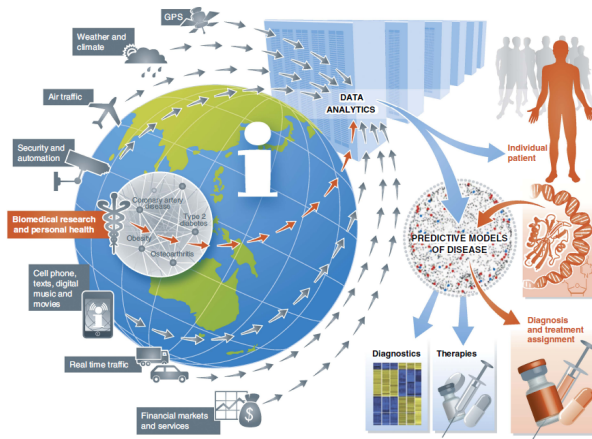 GPS
Weather and
climate
Air traffic
Security and
automation
Biomedical research
and personal health
Cell phone,
texts, digital
music and
movies
Real time traffic
Financial markets
and services
Coronary artery
disease
Type 2
diabetes
Obesity
Osteoarthritis
i
i
$
DATA
ANALYTICS
Individual
patient
PREDICTIVE MODELS
OF DISEASE
Diagnosis
and treatment
assignment
Diagnostics
Therapies